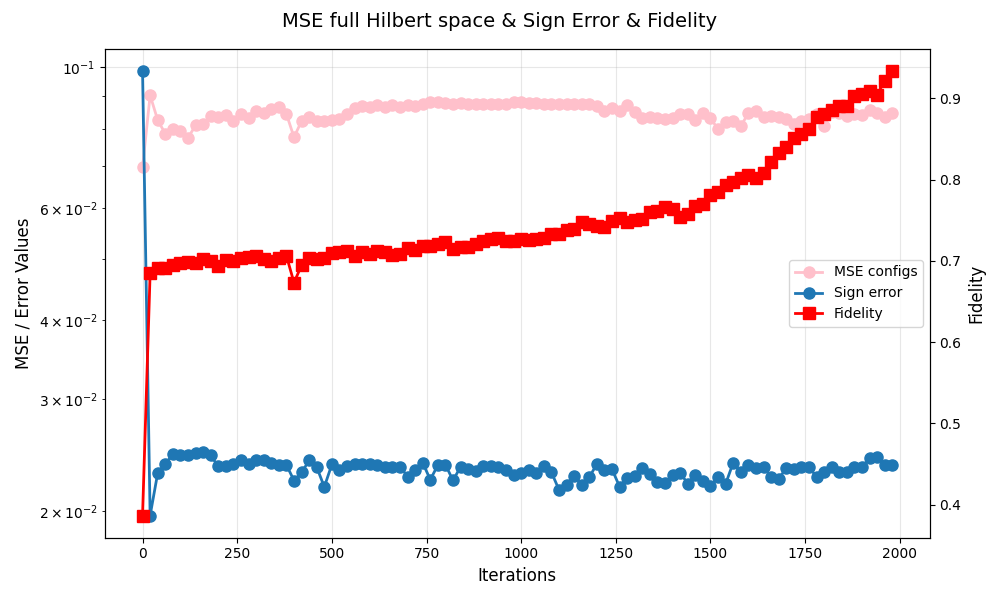 MSE full Hilbert space & Sign Error & Fidelity
MSE / Error Values
10⁻¹
6 × 10⁻²
4 × 10⁻²
3 × 10⁻²
2 × 10⁻²
0.9
0.8
0.7
0.6
0.5
0.4
Fidelity
MSE configs
Sign error
Fidelity
0 250 500 750 1000 1250 1500 1750 2000
Iterations